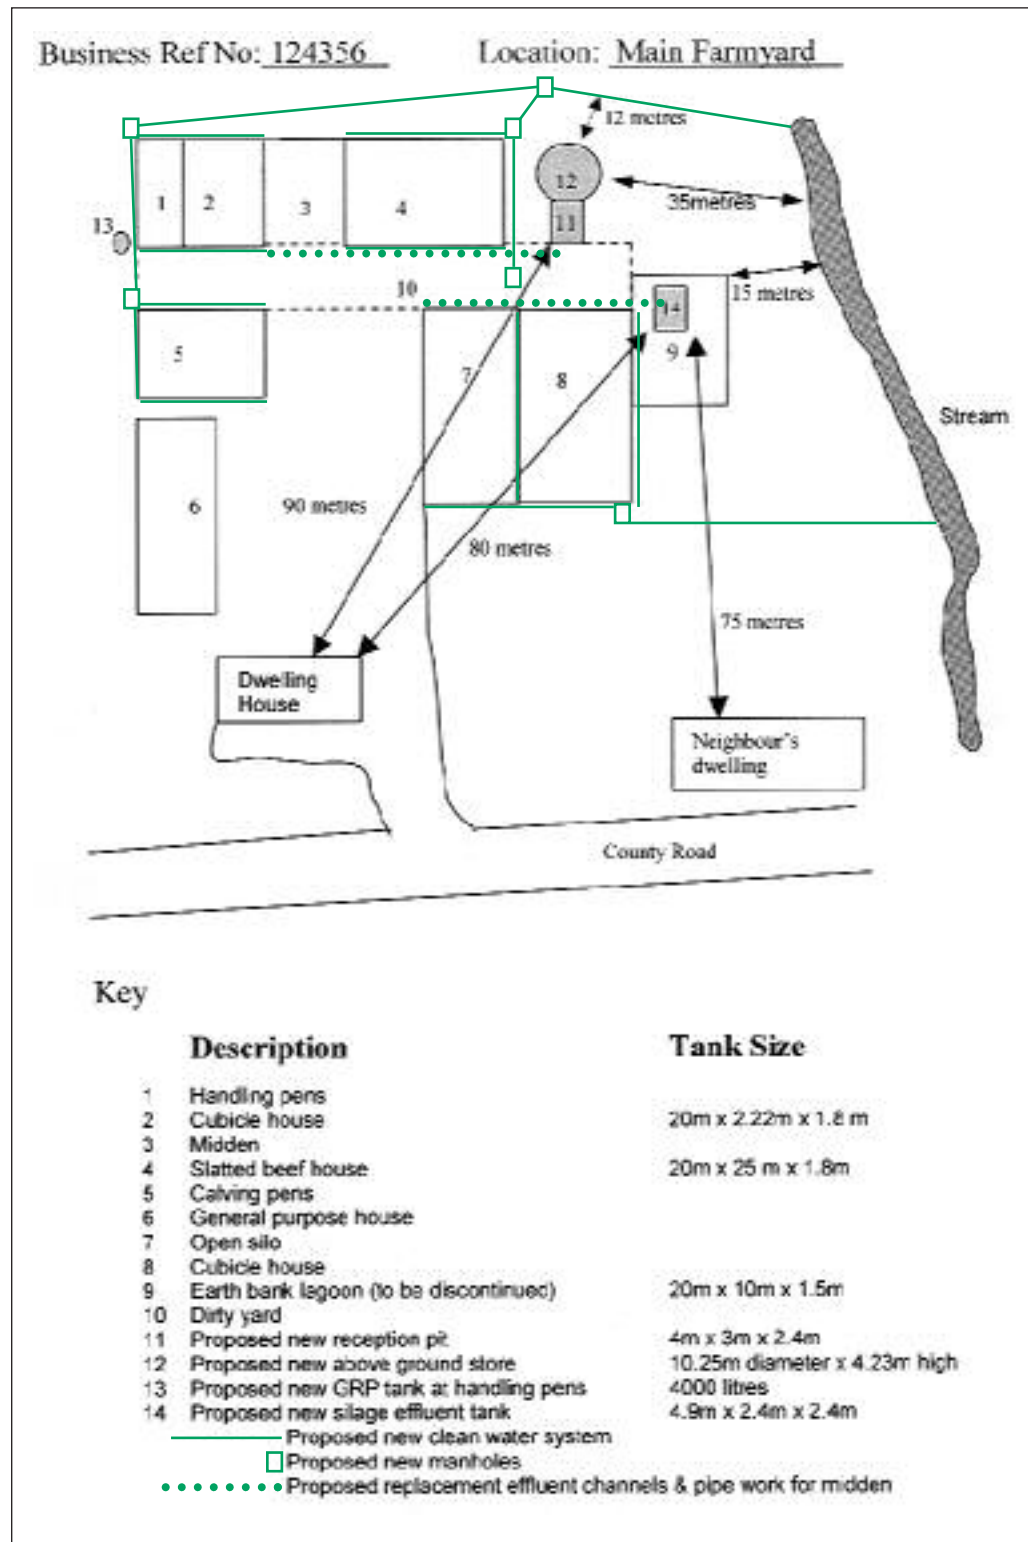 Business Ref No: 124356 Location: Main Farmyard
12 metres
1 2 3 4 12
35metres
13 11
10 15 metres
14
5 7 8 9
Stream
6 90 metres
80 metres
75 metres
Dwelling
House
Neighbour's
dwelling
County Road
Key
Description Tank Size
1 Handling pens
2 Cubicle house 20m x 2.22m x 1.8 m
3 Midden
4 Slatted beef house 20m x 25 m x 1.8m
5 Calving pens
6 General purpose house
7 Open silo
8 Cubicle house
9 Earth bank lagoon (to be discontinued) 20m x 10m x 1.5m
10 Dirty yard
11 Proposed new reception pit 4m x 3m x 2.4m
12 Proposed new above ground store 10.25m diameter x 4.23m high
13 Proposed new GRP tank at handling pens 4000 litres
14 Proposed new silage effluent tank 4.9m x 2.4m x 2.4m
Proposed new clean water system
Proposed new manholes
Proposed replacement effluent channels & pipe work for midden